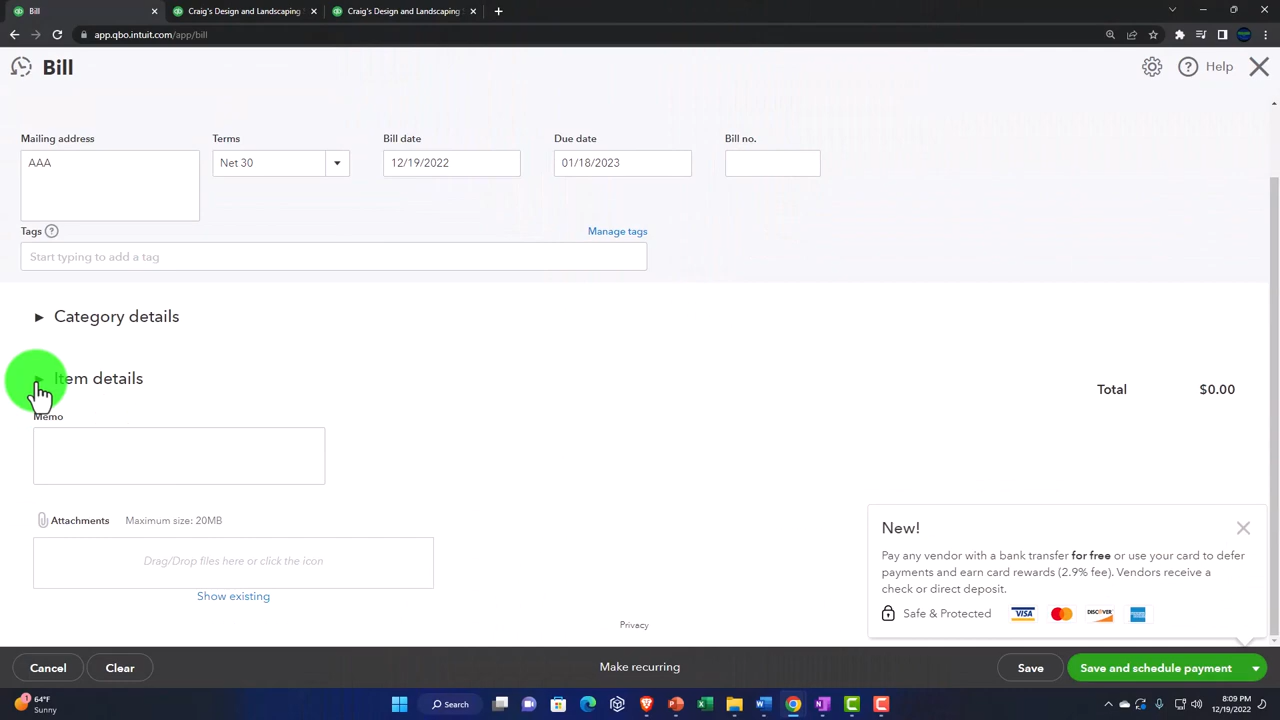 Bill
Craig's Design and Landscaping
Craig's Design and Landscaping
app.qbo.intuit.com/app/bill
Bill
Help
Mailing address
Terms
Bill date
Due date
Bill no.
AAA
Net 30
12/19/2022
01/18/2023
Tags
Manage tags
Start typing to add a tag
Category details
Item details
Total
$0.00
Memo
Attachments
Maximum size: 20MB
Drag/Drop files here or click the icon
Show existing
New!
Pay any vendor with a bank transfer for free or use your card to defer
payments and earn card rewards (2.9% fee). Vendors receive a
check or direct deposit.
Safe & Protected
VISA
DISCOVER
Privacy
Cancel
Clear
Make recurring
Save
Save and schedule payment
1
64°F
Sunny
Search
8:09 PM
12/19/2022